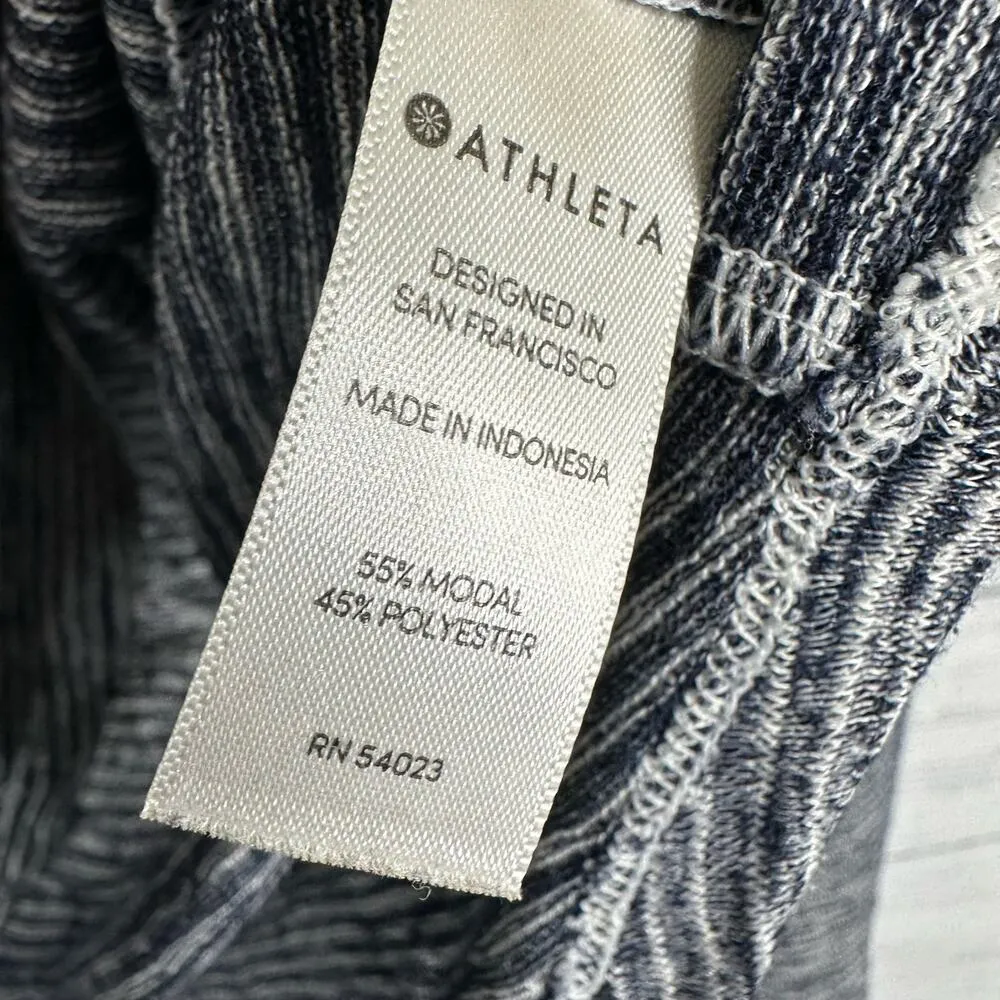 ATHLETA
DESIGNED IN
SAN FRANCISCO
MADE IN INDONESIA
55% MODAL
45% POLYESTER
RN 54023